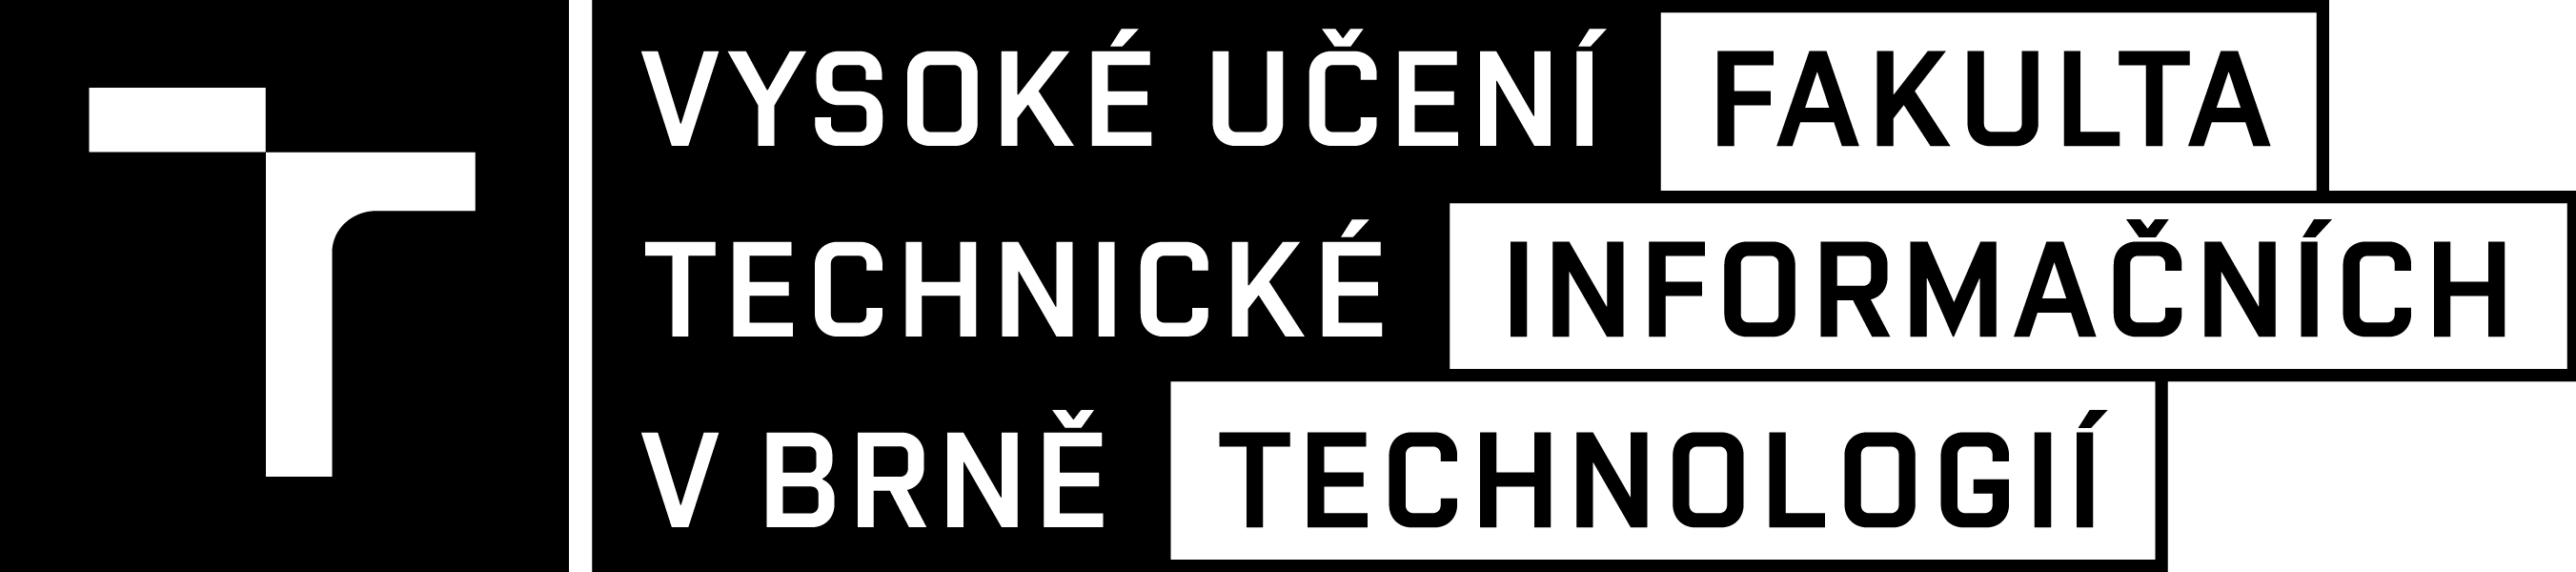 VYSOKÉ UČENÍ FAKULTA
TECHNICKÉ INFORMAČNÍCH
V BRNĚ TECHNOLOGIÍ